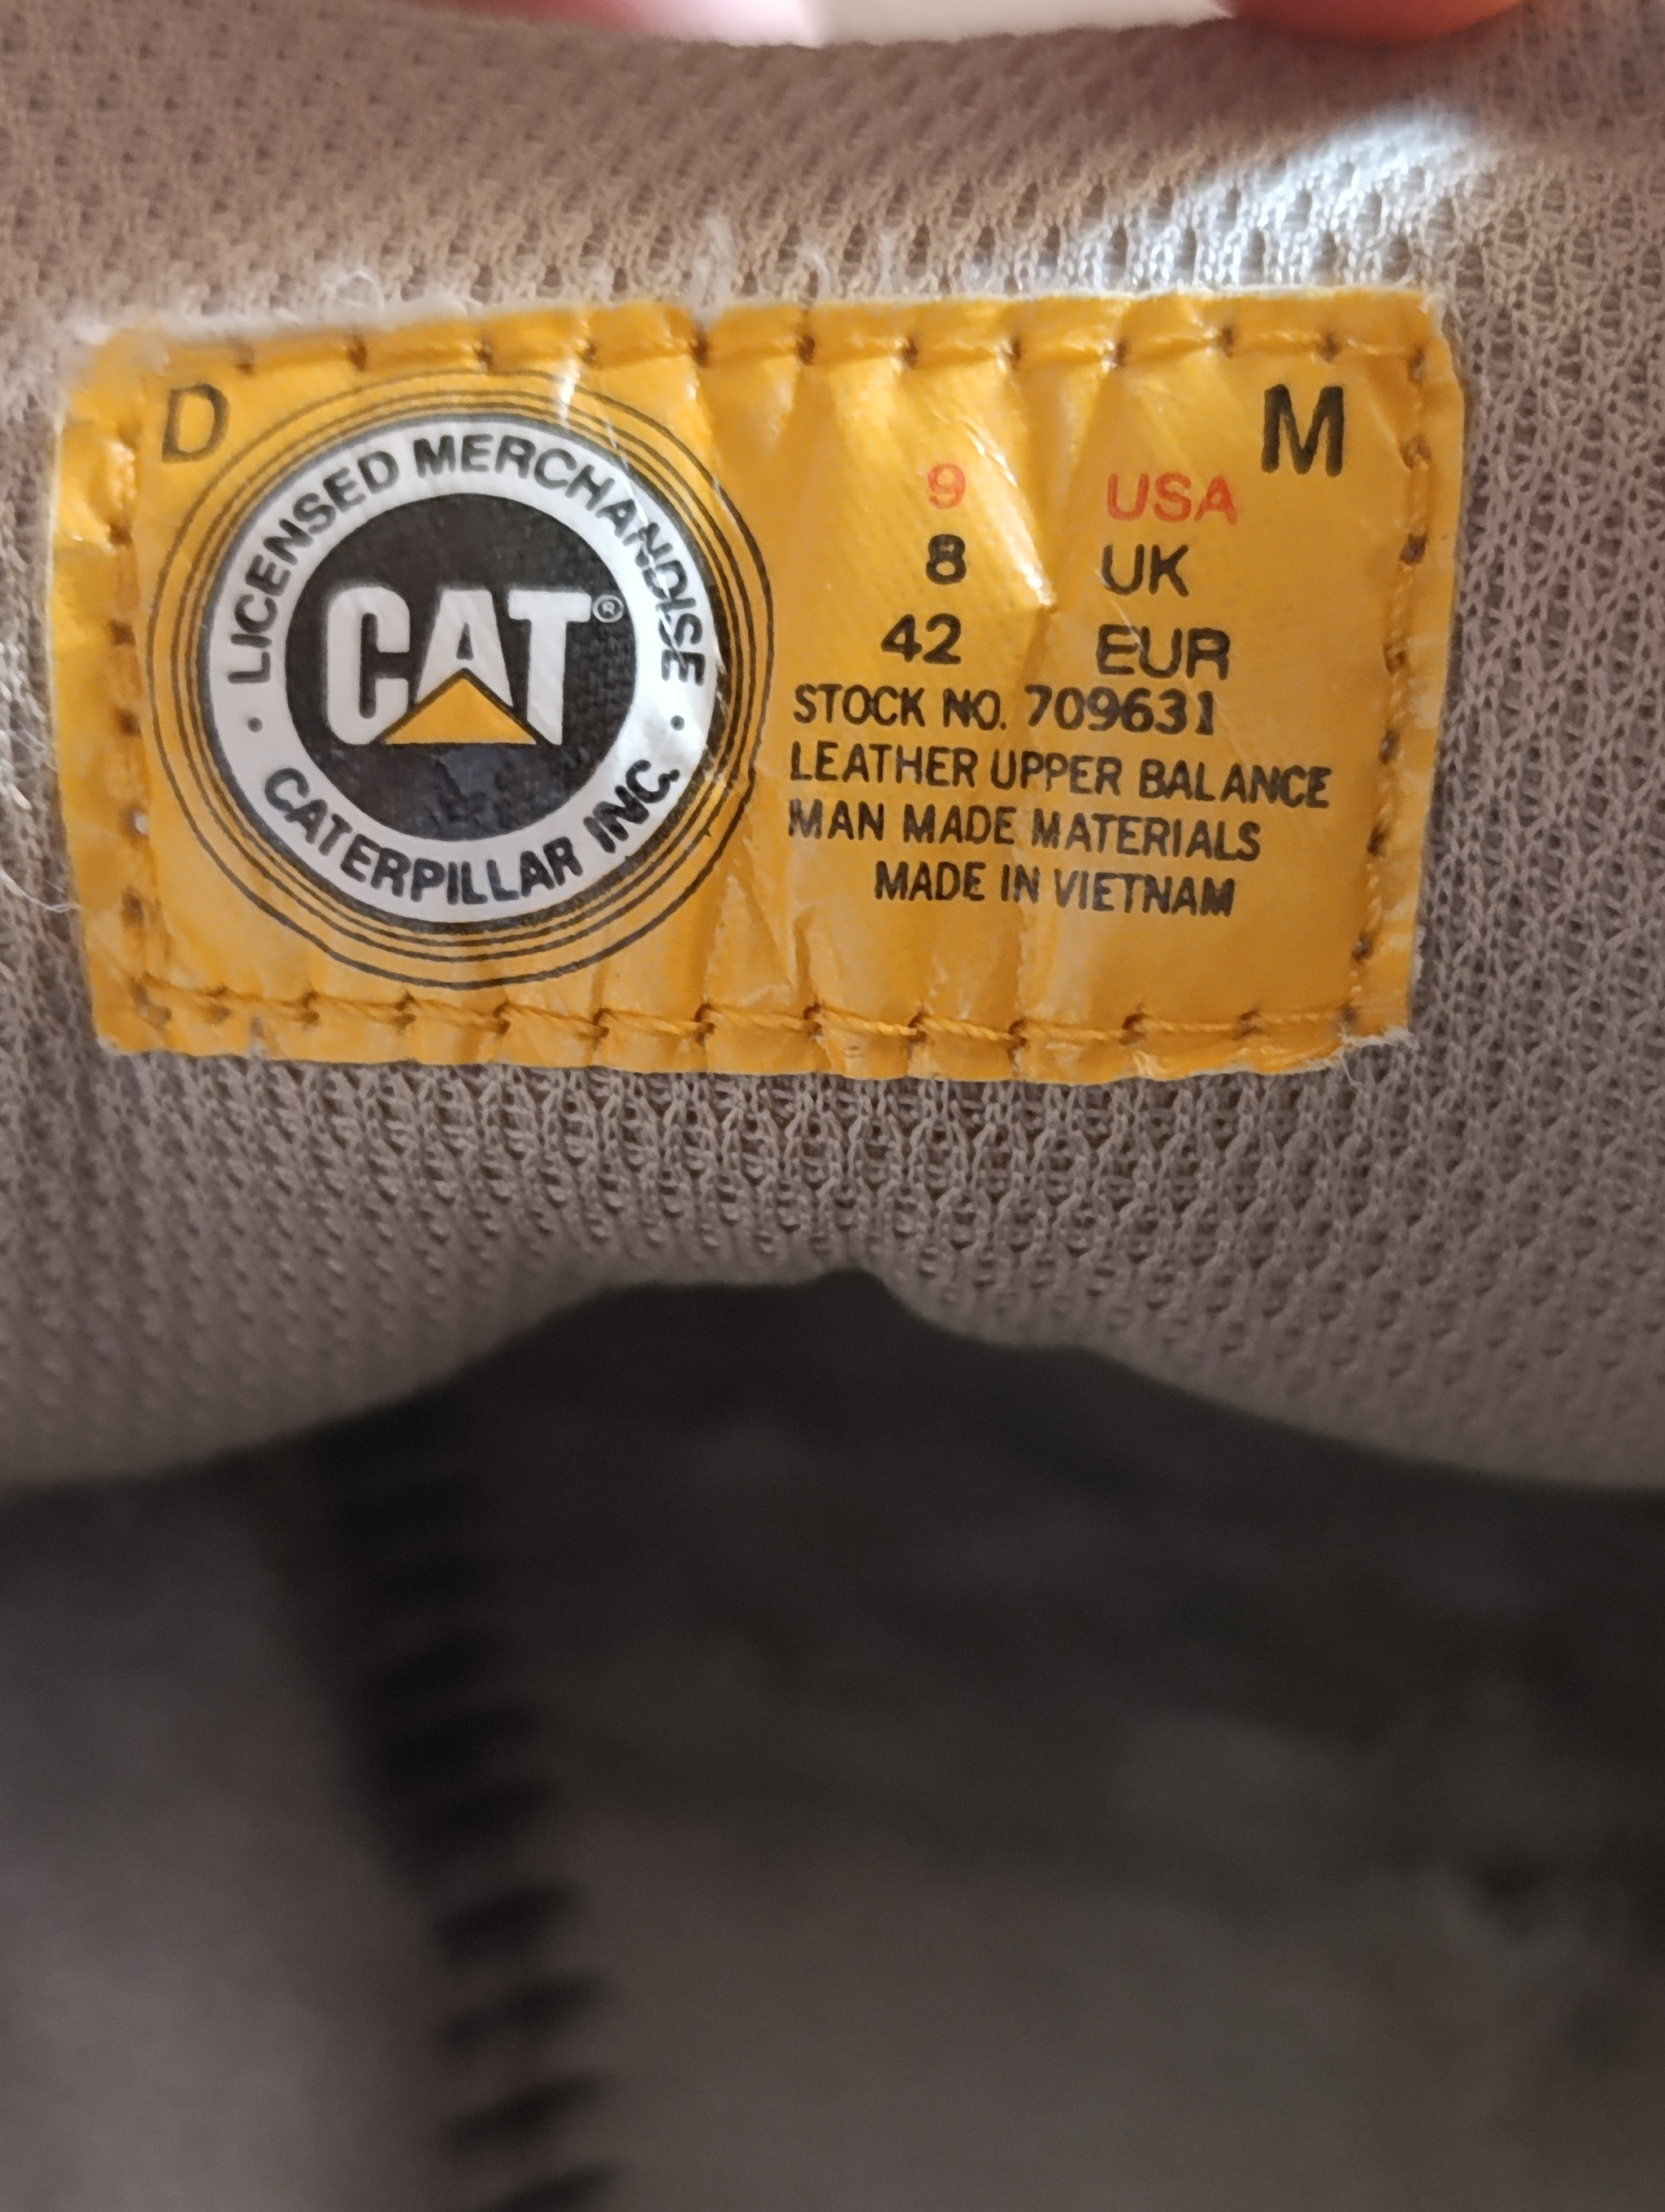 D
M
LICENSED MERCHANDISE
CAT®
· CATERPILLAR INC. ·
9 USA
8 UK
42 EUR
STOCK NO. 709631
LEATHER UPPER BALANCE
MAN MADE MATERIALS
MADE IN VIETNAM